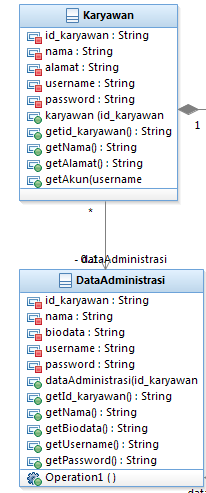 Karyawan
id_karyawan : String
nama : String
alamat : String
username : String
password : String
karyawan (id_karyawan
getid_karyawan() : String
getNama() : String
getAlamat() : String
getAkun(username
1
*
- dataAdministrasi
DataAdministrasi
id_karyawan : String
nama : String
biodata : String
username : String
password : String
dataAdministrasi(id_karyawan
getId_karyawan() : String
getNama() : String
getBiodata() : String
getUsername() : String
getPassword() : String
Operation1 ( )